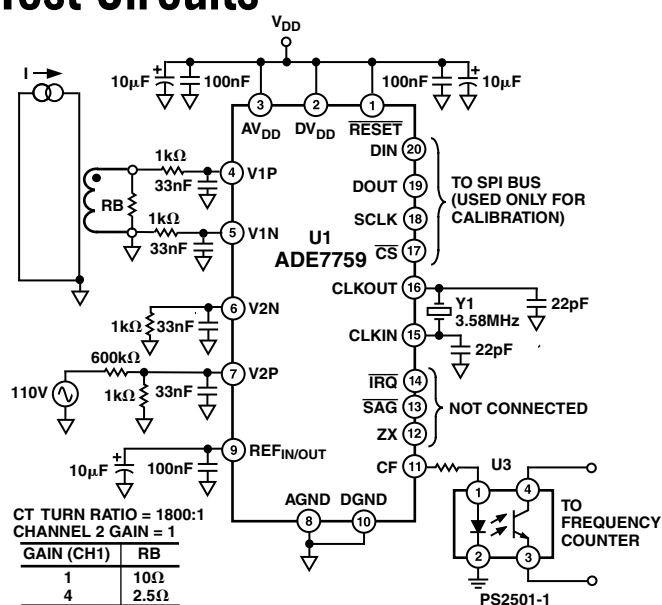 Test Circuits
VDD
I
10μF
100nF
100nF
10μF
3
2
1
AVDD
DVDD
RESET
DIN
20
DOUT
19
SCLK
18
CS
17
TO SPI BUS
(USED ONLY FOR
CALIBRATION)
1kΩ
33nF
4
V1P
RB
1kΩ
33nF
5
V1N
U1
ADE7759
CLKOUT
16
Y1
3.58MHz
22pF
6
V2N
1kΩ
33nF
CLKIN
15
22pF
600kΩ
7
V2P
110V
1kΩ
33nF
IRQ
14
SAG
13
ZX
12
NOT CONNECTED
9
REFIN/OUT
10μF
100nF
CF
11
U3
1
4
2
3
TO
FREQUENCY
COUNTER
PS2501-1
AGND
DGND
8
10
CT TURN RATIO = 1800:1
CHANNEL 2 GAIN = 1
GAIN (CH1) RB
1 10Ω
4 2.5Ω